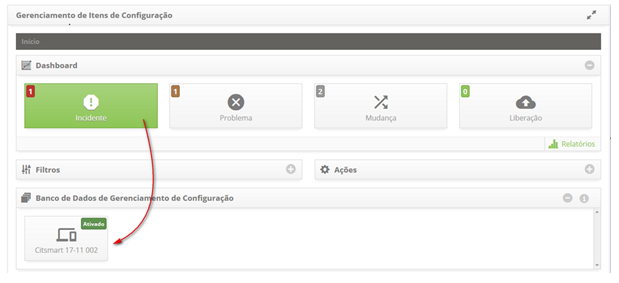 Gerenciamento de Itens de Configuração
Início
Dashboard
1 1 2 0
Incidente Problema Mudança Liberação
Relatórios
Filtros Ações
Banco de Dados de Gerenciamento de Configuração
Ativado
Citsmart 17-11 002